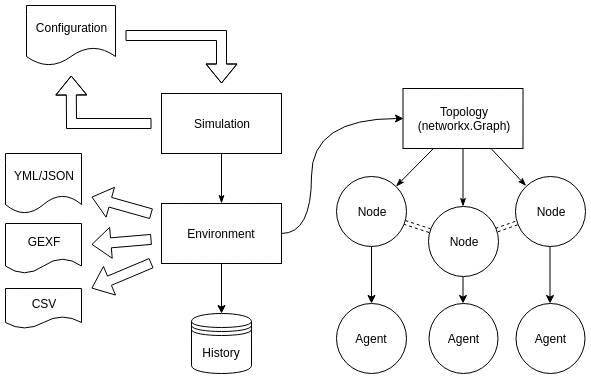 Configuration
Simulation
Topology
(networkx.Graph)
YML/JSON
Node
Node
Node
Environment
GEXF
CSV
History
Agent
Agent
Agent